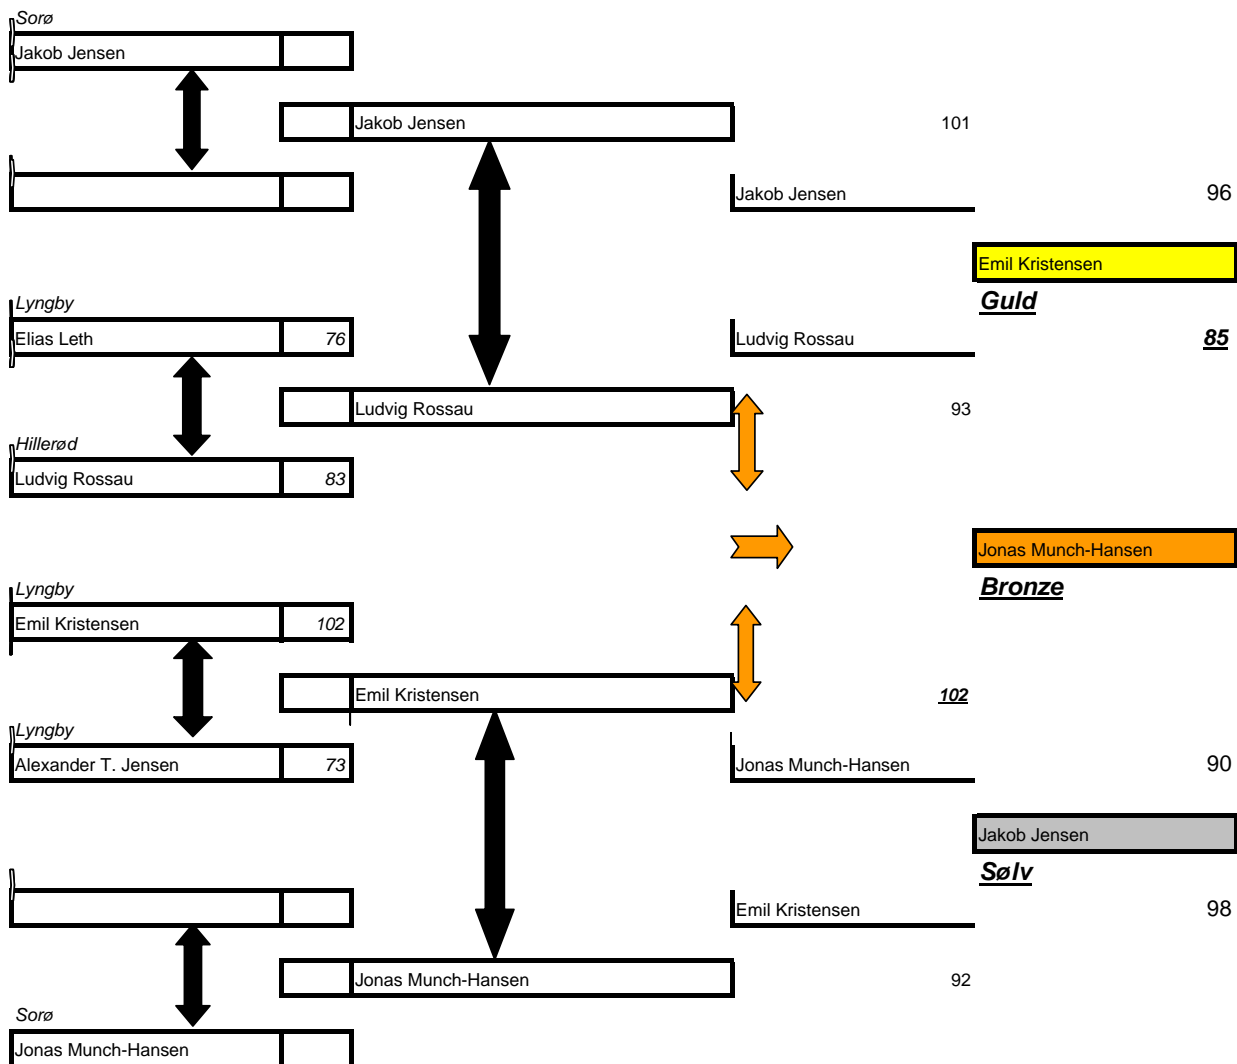 Sorø
Jakob Jensen
Jakob Jensen 101
Jakob Jensen 96
Emil Kristensen
Guld
Lyngby
Elias Leth 76
Ludvig Rossau 85
Ludvig Rossau 93
Hillerød
Ludvig Rossau 83
Jonas Munch-Hansen
Bronze
Lyngby
Emil Kristensen 102
Emil Kristensen 102
Lyngby
Alexander T. Jensen 73
Jonas Munch-Hansen 90
Jakob Jensen
Sølv
Emil Kristensen 98
Jonas Munch-Hansen 92
Sorø
Jonas Munch-Hansen